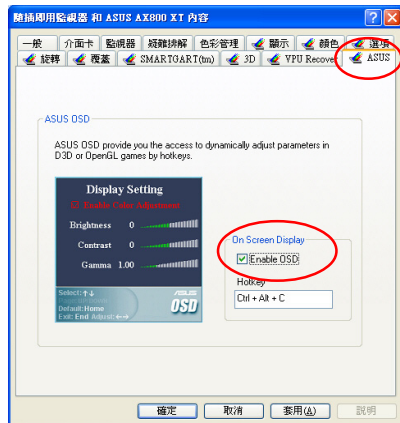 隨插即用監視器 和 ASUS AX800 XT 內容
一般 介面卡 監視器 疑難排解 色彩管理 顯示 顏色 選項
旋轉 覆蓋 SMARTGART(tm) 3D VPU Recover ASUS
ASUS OSD
ASUS OSD provide you the access to dynamically adjust parameters in
D3D or OpenGL games by hotkeys.
Display Setting
Enable Color Adjustment
Brightness 0
Contrast 0
Gamma 1.00
Select:↑↓
Default:Home
Exit: End Adjust:←→
ASUS
OSD
On Screen Display
Enable OSD
Hotkey
Ctrl + Alt + C
確定 取消 套用(A) 說明